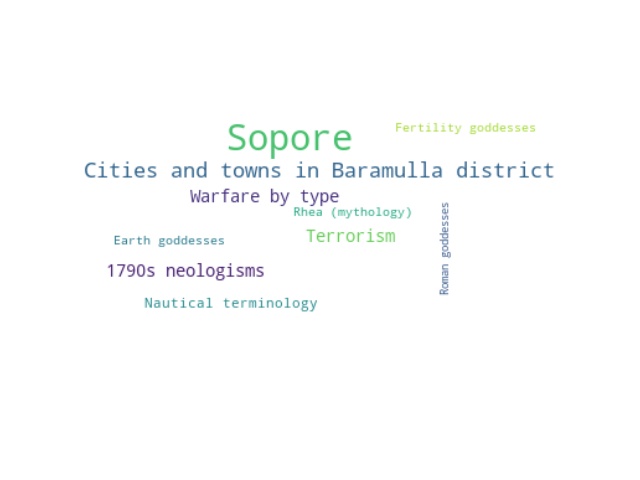 Fertility goddesses
Sopore
Cities and towns in Baramulla district
Warfare by type
Rhea (mythology)
Terrorism
Earth goddesses
Roman goddesses
1790s neologisms
Nautical terminology